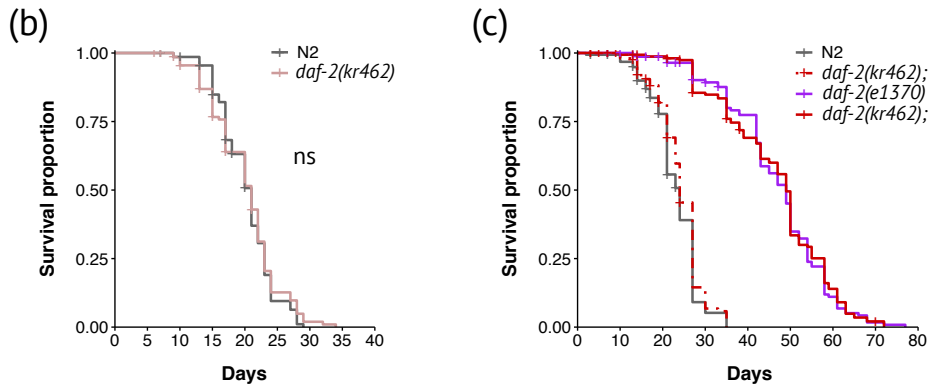 (b)
1.00
0.75
0.50
0.25
0.00
Survival proportion
0 5 10 15 20 25 30 35 40
Days
N2
daf-2(kr462)
ns
(c)
1.00
0.75
0.50
0.25
0.00
Survival proportion
0 10 20 30 40 50 60 70 80
Days
N2
daf-2(kr462);
daf-2(e1370)
daf-2(kr462);